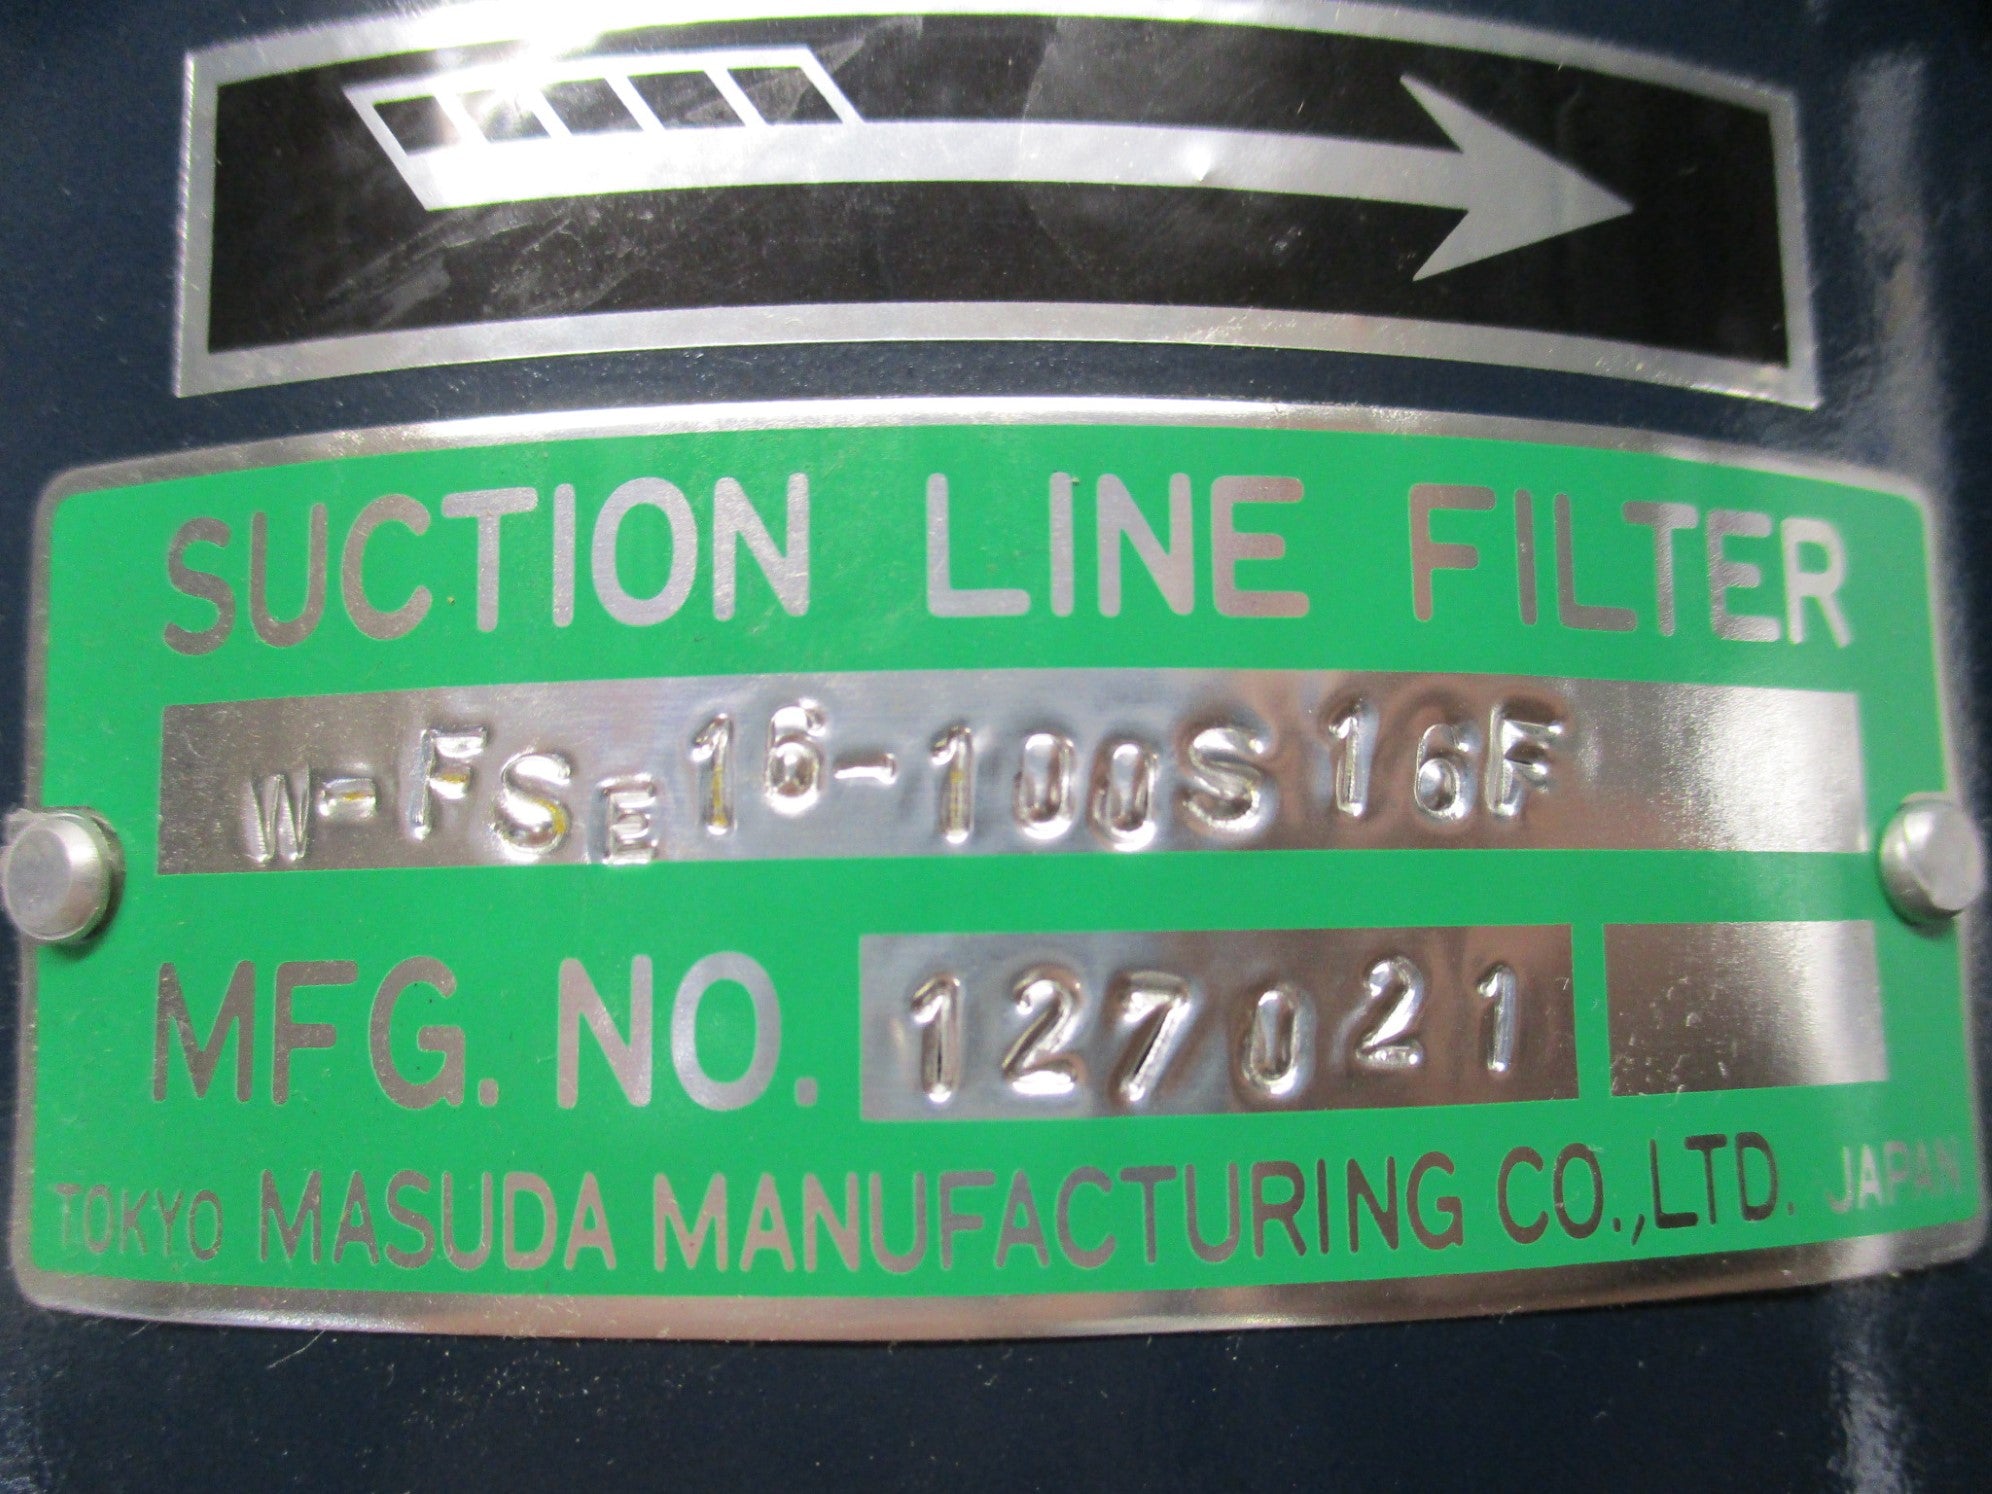 SUCTION LINE FILTER
W-FSE16-100S16F
MFG. NO. 127021
TOKYO MASUDA MANUFACTURING CO.,LTD. JAPAN